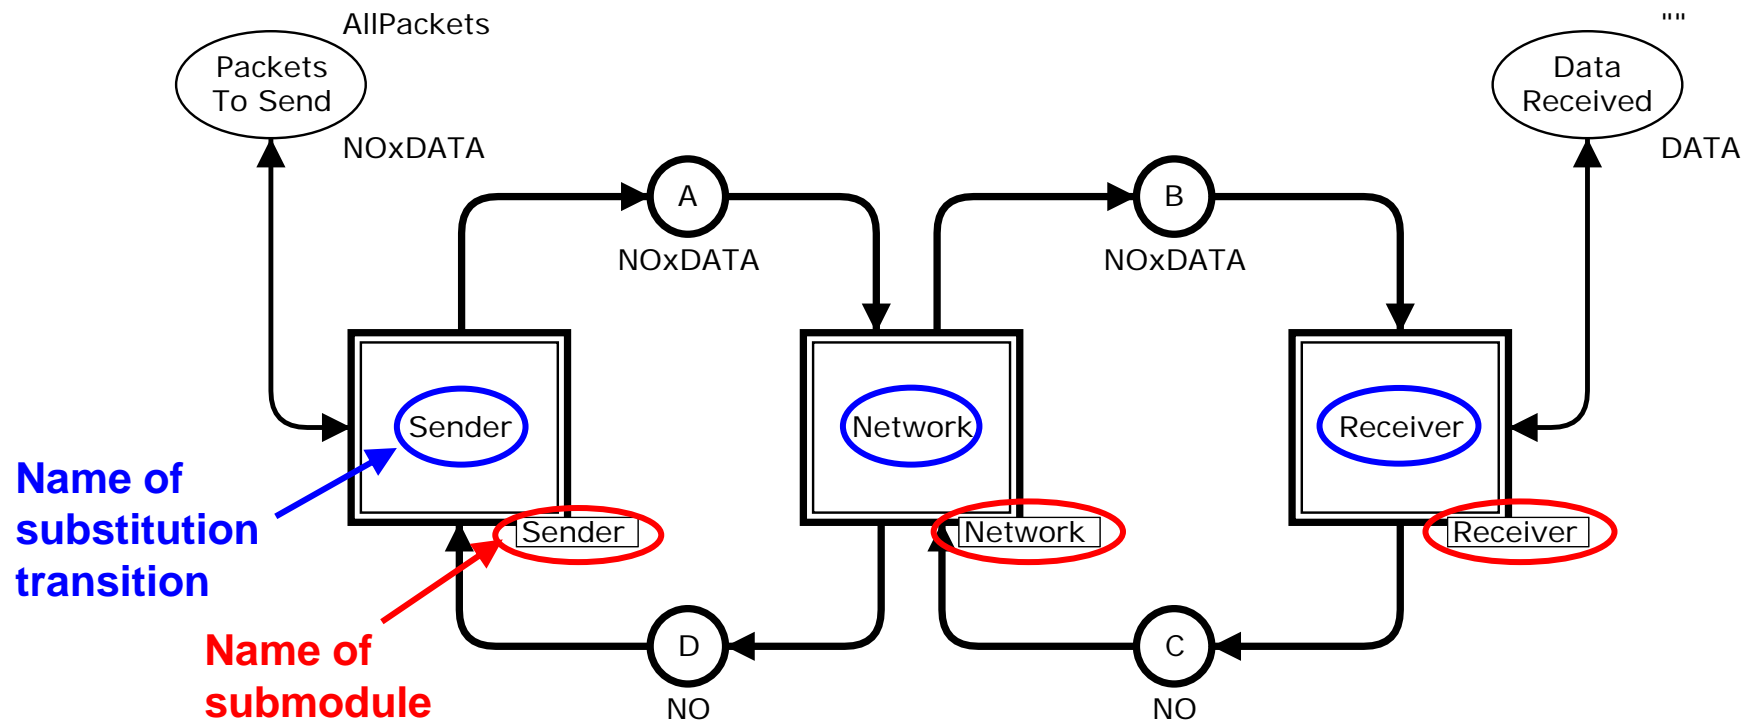 AllPackets
Packets
To Send
NOxDATA
""
Data
Received
DATA
A
NOxDATA
B
NOxDATA
Sender
Network
Receiver
Name of
substitution
transition
Sender
Network
Receiver
Name of
submodule
D
NO
C
NO